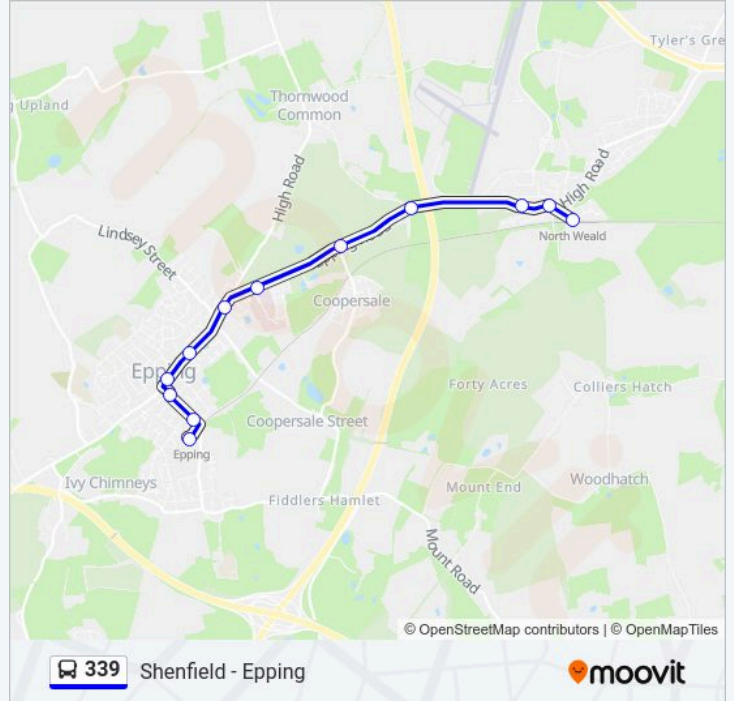 Tyler's Gre
g Upland
Thornwood
Common
High Road
High Road
Lindsey Street
North Weald
Coopersale
Epping
Forty Acres
Colliers Hatch
Coopersale Street
Epping
Ivy Chimneys
Mount End
Woodhatch
Fiddlers Hamlet
Mount Road
© OpenStreetMap contributors | © OpenMapTiles
339 Shenfield - Epping
moovit